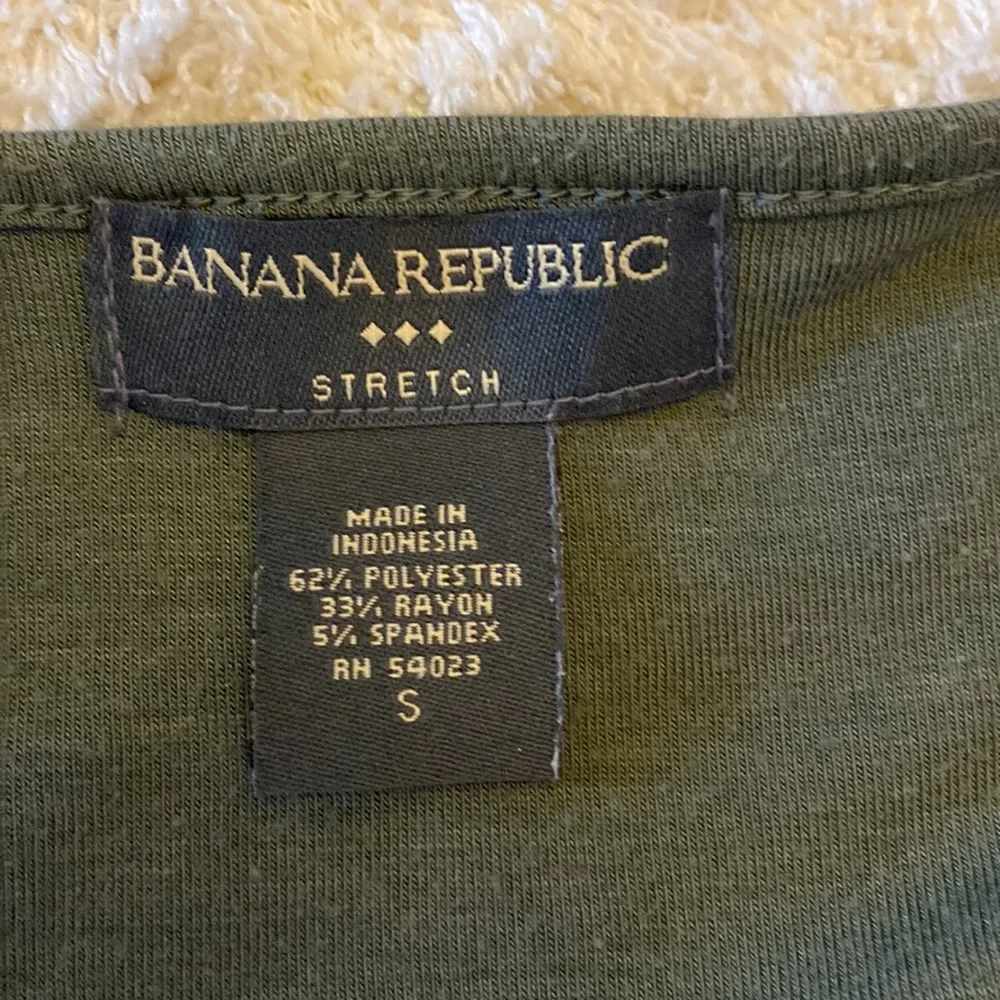 BANANA REPUBLIC
STRETCH
MADE IN
INDONESIA
62% POLYESTER
33% RAYON
5% SPANDEX
RN 54023
S